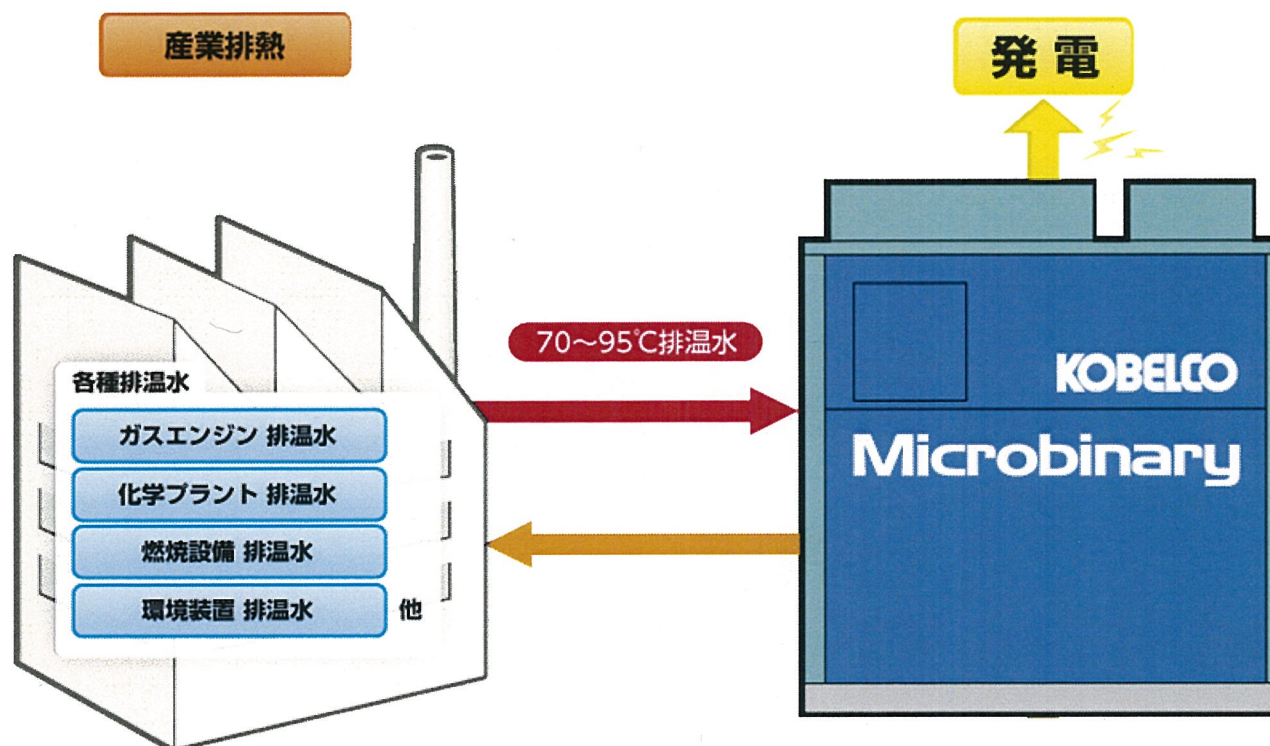 産業排熱
発電
70～95℃排温水
各種排温水
ガスエンジン 排温水
化学プラント 排温水
燃焼設備 排温水
環境装置 排温水 他
KOBELCO
Microbinary